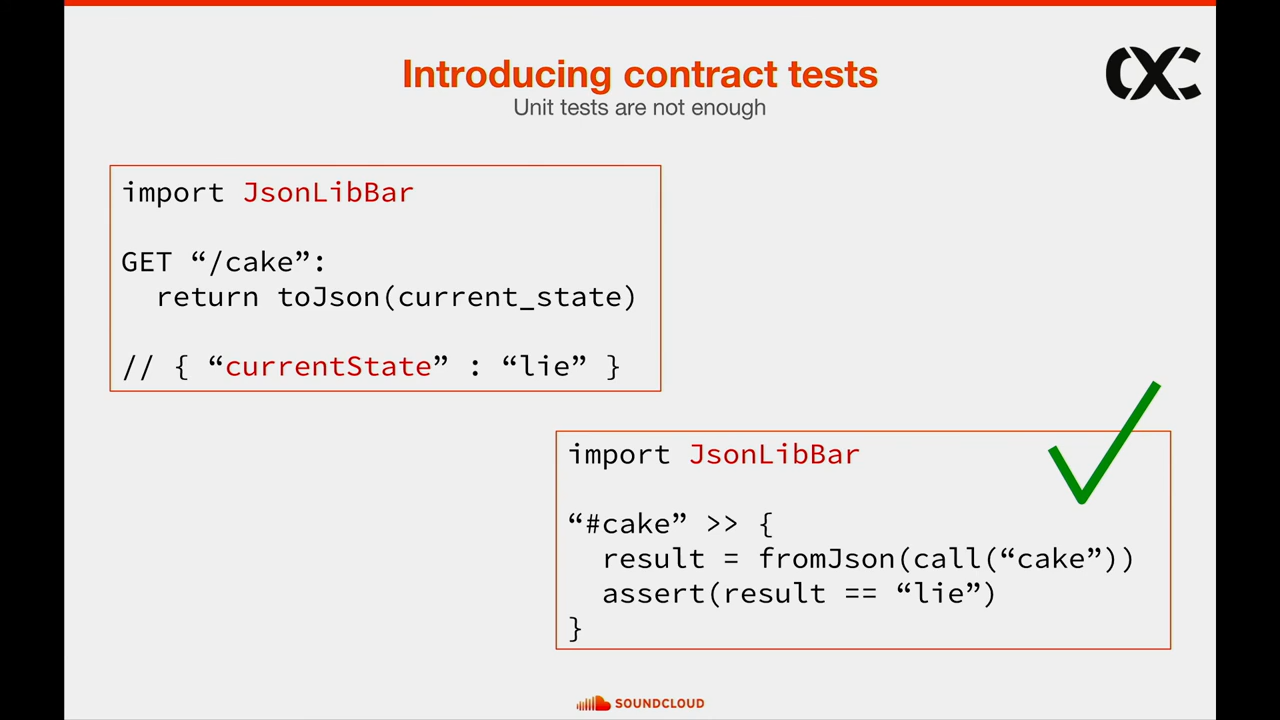 Introducing contract tests
Unit tests are not enough
import JsonLibBar
GET “/cake”:
return toJson(current_state)
// { “currentState” : “lie” }
import JsonLibBar
“#cake” >> {
result = fromJson(call(“cake”))
assert(result == “lie”)
}
SOUNDCLOUD